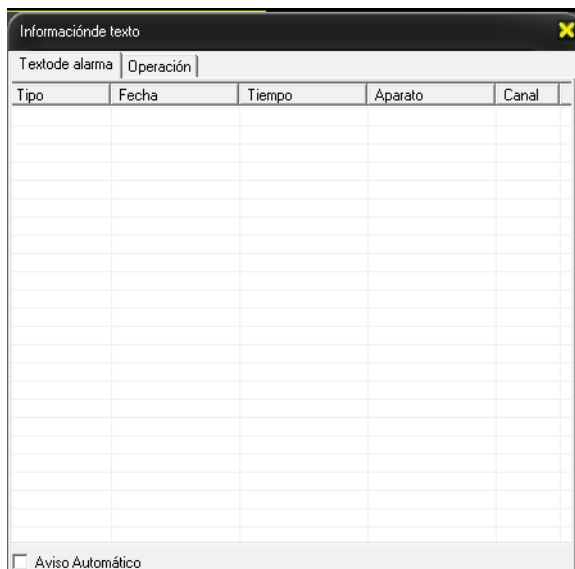 Informaciónde texto
Textode alarma Operación
Tipo Fecha Tiempo Aparato Canal
Aviso Automático